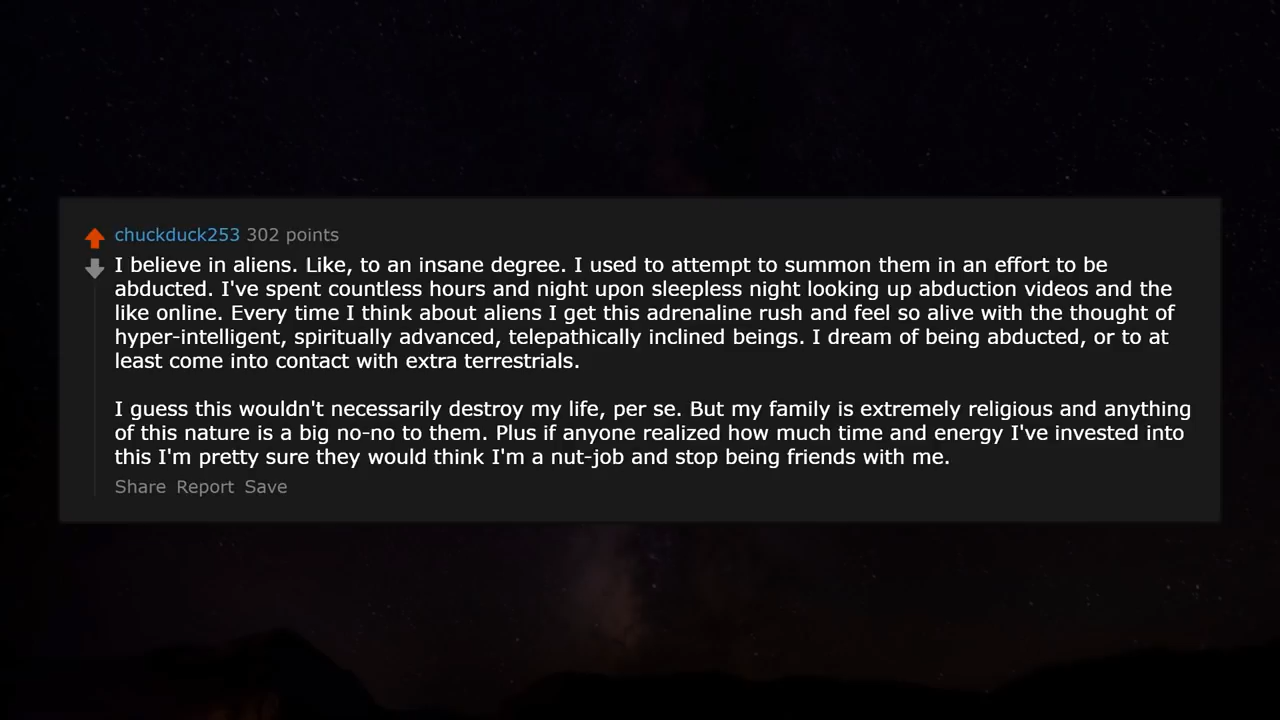 chuckduck253 302 points
I believe in aliens. Like, to an insane degree. I used to attempt to summon them in an effort to be
abducted. I've spent countless hours and night upon sleepless night looking up abduction videos and the
like online. Every time I think about aliens I get this adrenaline rush and feel so alive with the thought of
hyper-intelligent, spiritually advanced, telepathically inclined beings. I dream of being abducted, or to at
least come into contact with extra terrestrials.
I guess this wouldn't necessarily destroy my life, per se. But my family is extremely religious and anything
of this nature is a big no-no to them. Plus if anyone realized how much time and energy I've invested into
this I'm pretty sure they would think I'm a nut-job and stop being friends with me.
Share Report Save